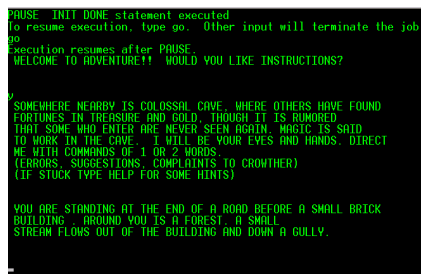 PAUSE  INIT DONE statement executed
To resume execution, type go.  Other input will terminate the job
go
Execution resumes after PAUSE.
WELCOME TO ADVENTURE!!  WOULD YOU LIKE INSTRUCTIONS?
y
SOMEWHERE NEARBY IS COLOSSAL CAVE, WHERE OTHERS HAVE FOUND
FORTUNES IN TREASURE AND GOLD, THOUGH IT IS RUMORED
THAT SOME WHO ENTER ARE NEVER SEEN AGAIN. MAGIC IS SAID
TO WORK IN THE CAVE.  I WILL BE YOUR EYES AND HANDS. DIRECT
ME WITH COMMANDS OF 1 OR 2 WORDS.
(ERRORS, SUGGESTIONS, COMPLAINTS TO CROWTHER)
(IF STUCK TYPE HELP FOR SOME HINTS)
YOU ARE STANDING AT THE END OF A ROAD BEFORE A SMALL BRICK
BUILDING . AROUND YOU IS A FOREST. A SMALL
STREAM FLOWS OUT OF THE BUILDING AND DOWN A GULLY.